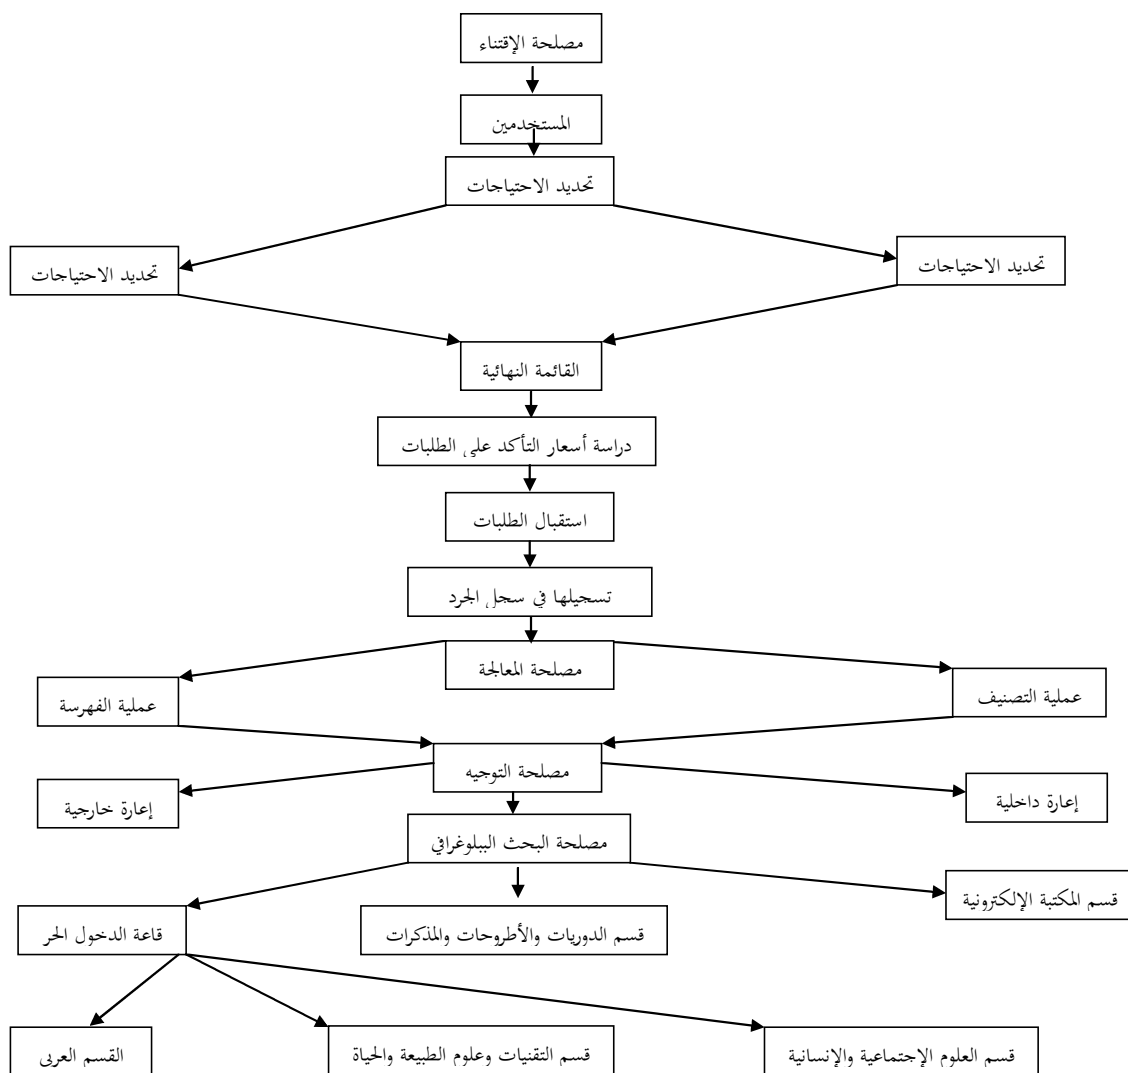 مصلحة الإقتناء
المستخدمين
تحديد الاحتياجات
تحديد الاحتياجات
تحديد الاحتياجات
القائمة النهائية
دراسة أسعار التأكد على الطلبات
استقبال الطلبات
تسجيلها في سجل الجرد
مصلحة المعالجة
عملية التصنيف
عملية الفهرسة
مصلحة التوجيه
إعارة داخلية
إعارة خارجية
مصلحة البحث الببلوغرافي
قسم المكتبة الإلكترونية
قسم الدوريات والأطروحات والمذكرات
قاعة الدخول الحر
قسم العلوم الإجتماعية والإنسانية
قسم التقنيات وعلوم الطبيعة والحياة
القسم العربي